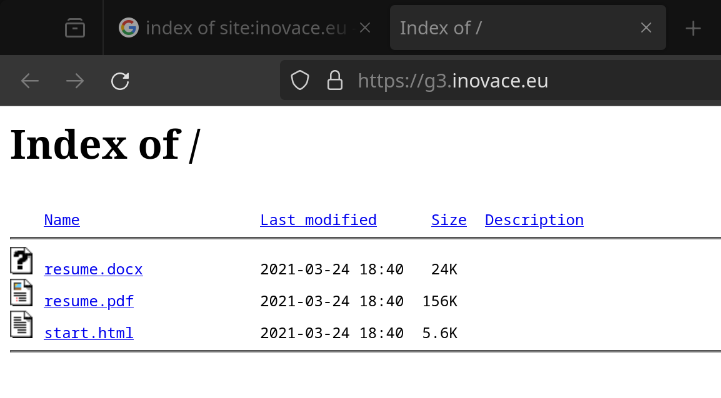 index of site:inovace.eu
Index of /
https://g3.inovace.eu
Index of /
Name Last modified Size Description
resume.docx 2021-03-24 18:40 24K
resume.pdf 2021-03-24 18:40 156K
start.html 2021-03-24 18:40 5.6K